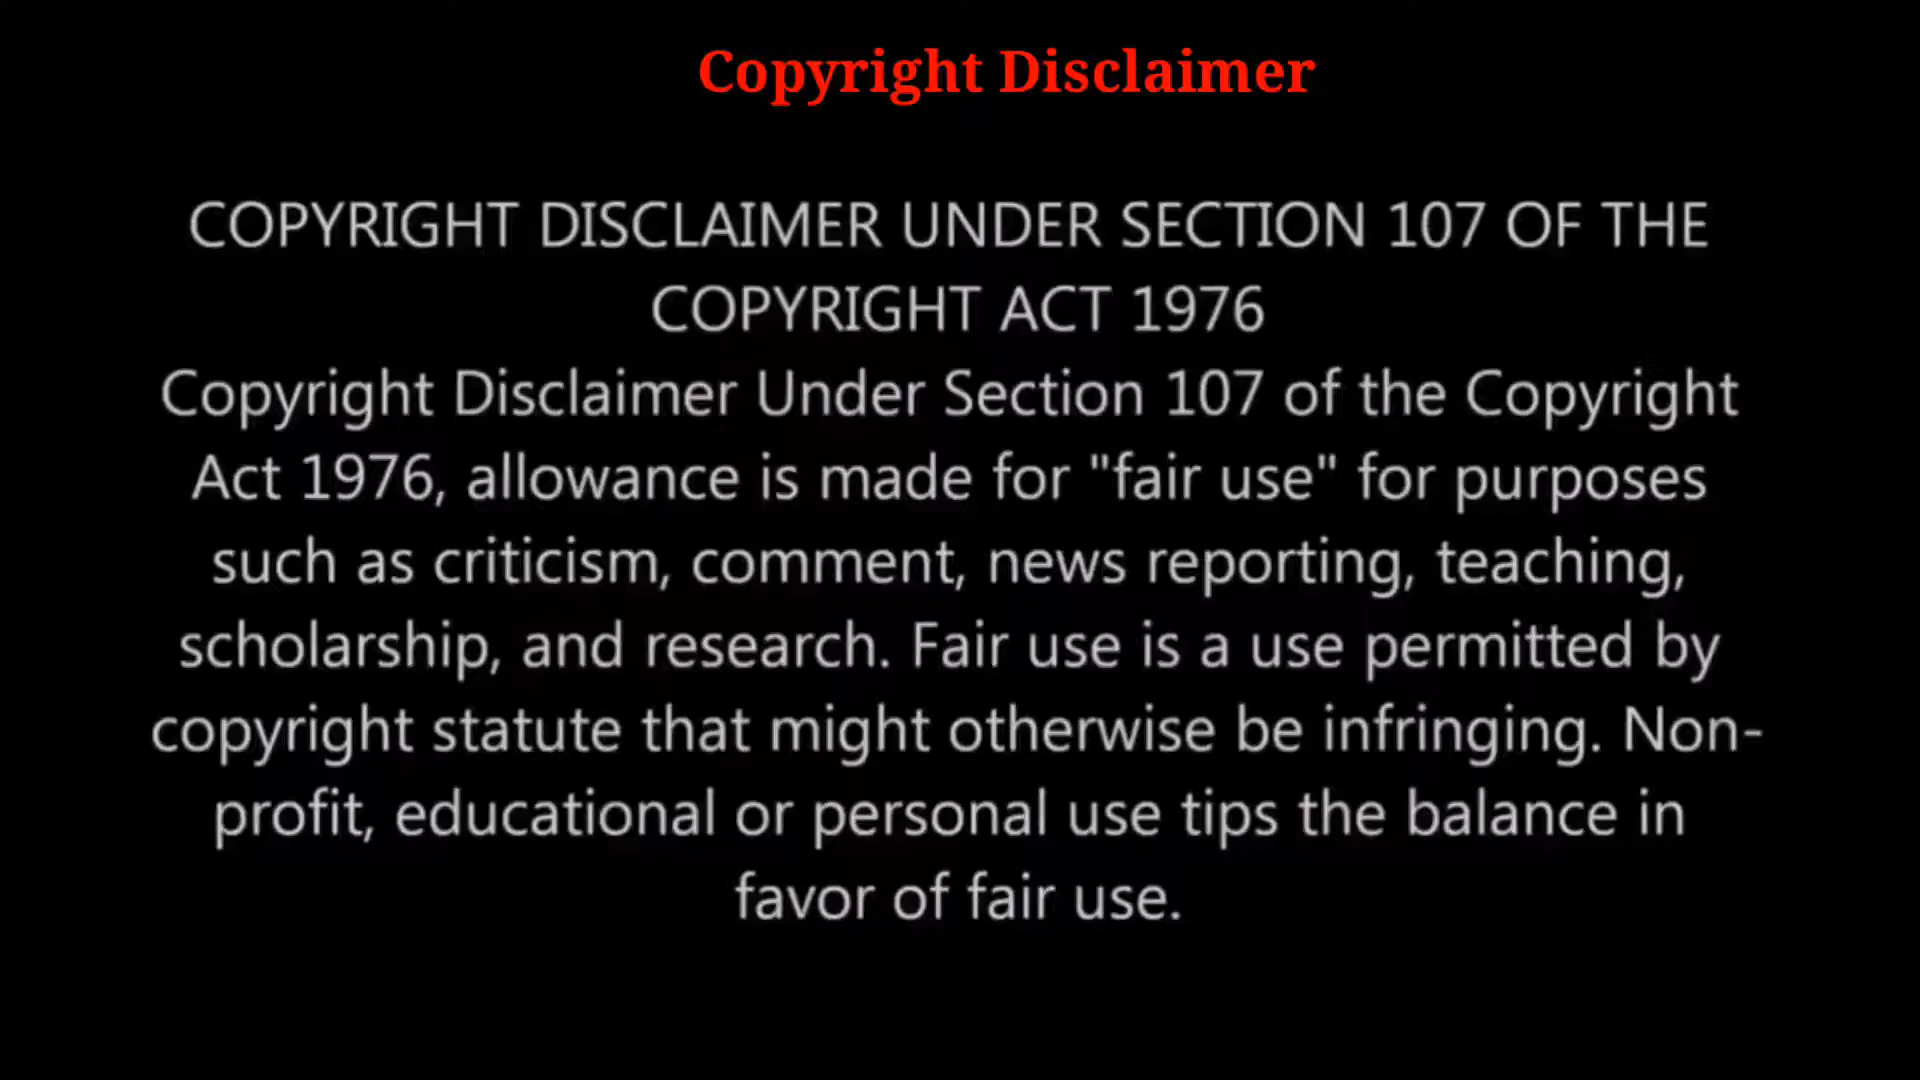 Copyright Disclaimer
COPYRIGHT DISCLAIMER UNDER SECTION 107 OF THE
COPYRIGHT ACT 1976
Copyright Disclaimer Under Section 107 of the Copyright
Act 1976, allowance is made for "fair use" for purposes
such as criticism, comment, news reporting, teaching,
scholarship, and research. Fair use is a use permitted by
copyright statute that might otherwise be infringing. Non-
profit, educational or personal use tips the balance in
favor of fair use.